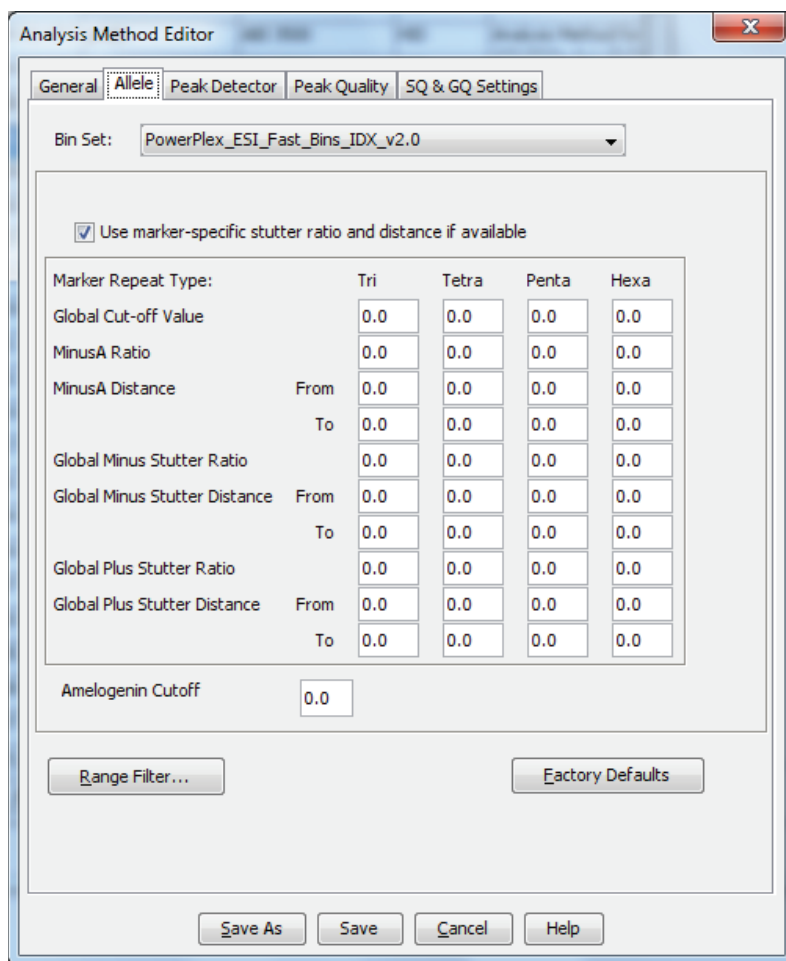 Analysis Method Editor
General Allele Peak Detector Peak Quality SQ & GQ Settings
Bin Set: PowerPlex_ESI_Fast_Bins_IDX_v2.0
Use marker-specific stutter ratio and distance if available
Marker Repeat Type: Tri Tetra Penta Hexa
Global Cut-off Value 0.0 0.0 0.0 0.0
MinusA Ratio 0.0 0.0 0.0 0.0
MinusA Distance From 0.0 0.0 0.0 0.0
To 0.0 0.0 0.0 0.0
Global Minus Stutter Ratio 0.0 0.0 0.0 0.0
Global Minus Stutter Distance From 0.0 0.0 0.0 0.0
To 0.0 0.0 0.0 0.0
Global Plus Stutter Ratio 0.0 0.0 0.0 0.0
Global Plus Stutter Distance From 0.0 0.0 0.0 0.0
To 0.0 0.0 0.0 0.0
Amelogenin Cutoff 0.0
Range Filter... Factory Defaults
Save As Save Cancel Help